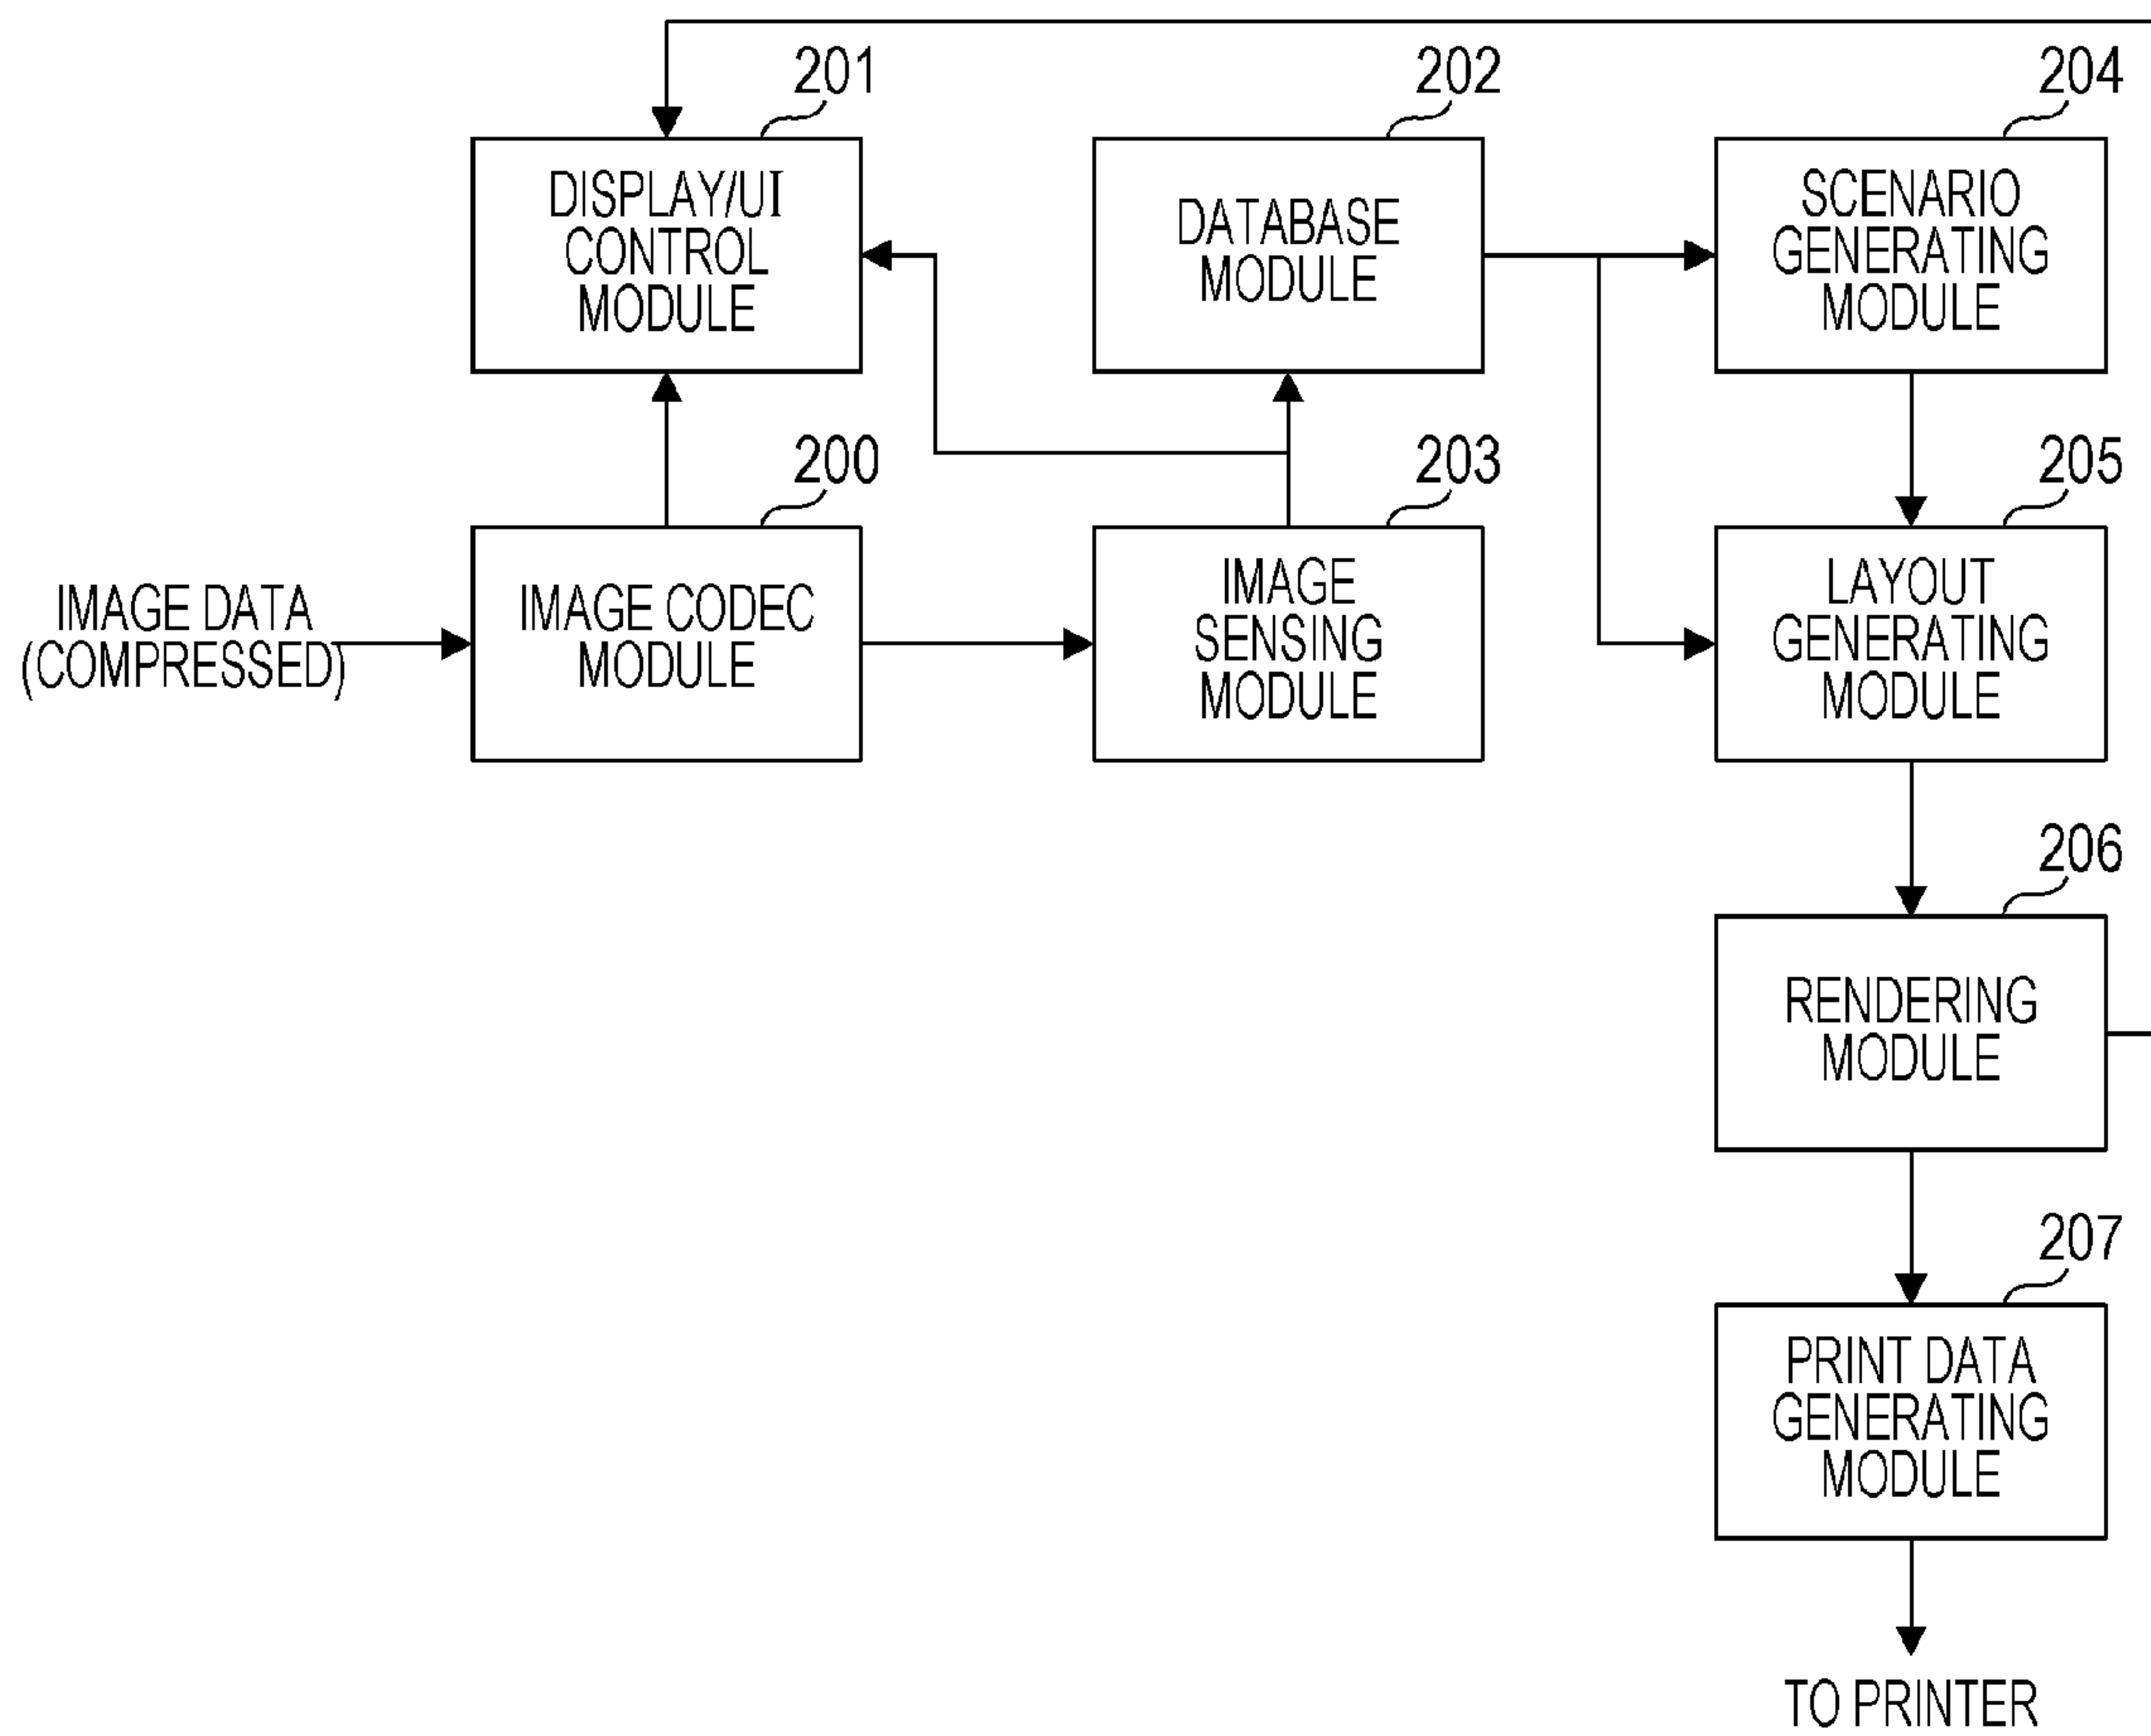 201
DISPLAY/UI
CONTROL
MODULE
202
DATABASE
MODULE
204
SCENARIO
GENERATING
MODULE
IMAGE DATA
(COMPRESSED)
200
IMAGE CODEC
MODULE
203
IMAGE
SENSING
MODULE
205
LAYOUT
GENERATING
MODULE
206
RENDERING
MODULE
207
PRINT DATA
GENERATING
MODULE
TO PRINTER